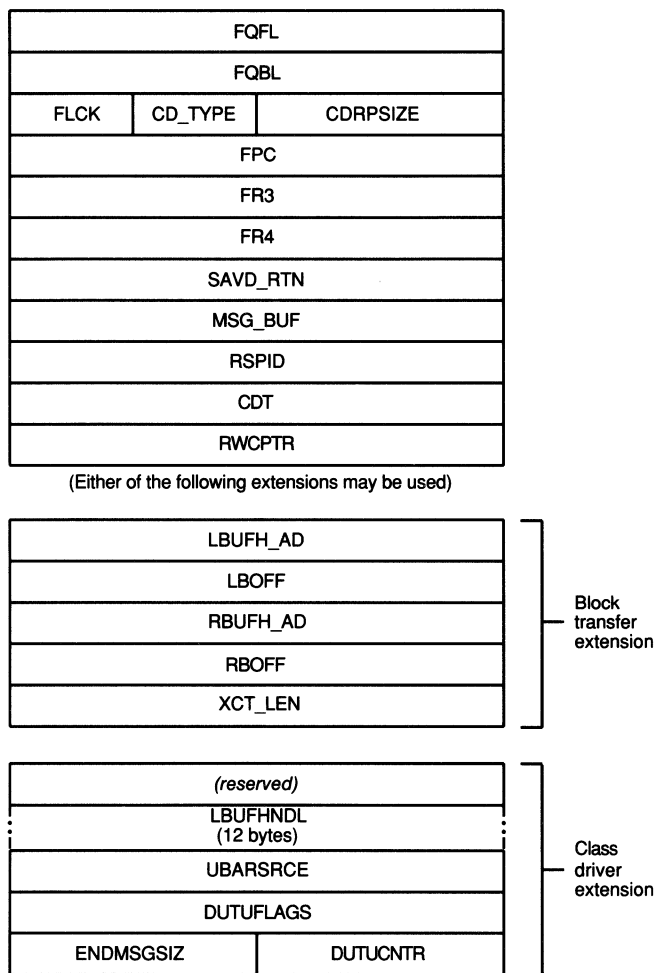 FQFL
FQBL
FLCK CD_TYPE CDRPSIZE
FPC
FR3
FR4
SAVD_RTN
MSG_BUF
RSPID
CDT
RWCPTR
(Either of the following extensions may be used)
LBUFH_AD
LBOFF
RBUFH_AD
RBOFF
XCT_LEN
Block
transfer
extension
(reserved)
LBUFHNDL
(12 bytes)
UBARSRCE
DUTUFLAGS
ENDMSGSIZ DUTUCNTR
Class
driver
extension